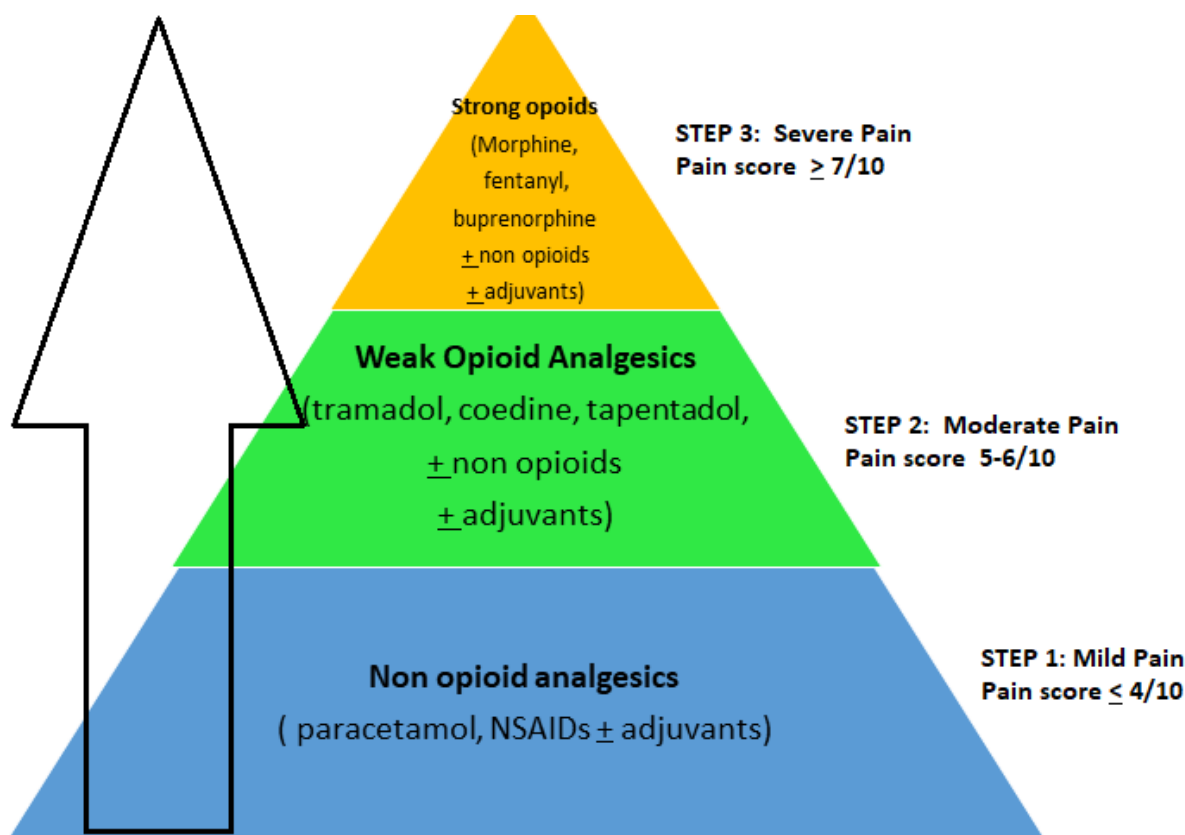 Strong opoids
(Morphine,
fentanyl,
buprenorphine
+ non opioids
+ adjuvants)
STEP 3: Severe Pain
Pain score ≥ 7/10
Weak Opioid Analgesics
(tramadol, coedine, tapentadol,
+ non opioids
+ adjuvants)
STEP 2: Moderate Pain
Pain score 5-6/10
Non opioid analgesics
( paracetamol, NSAIDs + adjuvants)
STEP 1: Mild Pain
Pain score ≤ 4/10